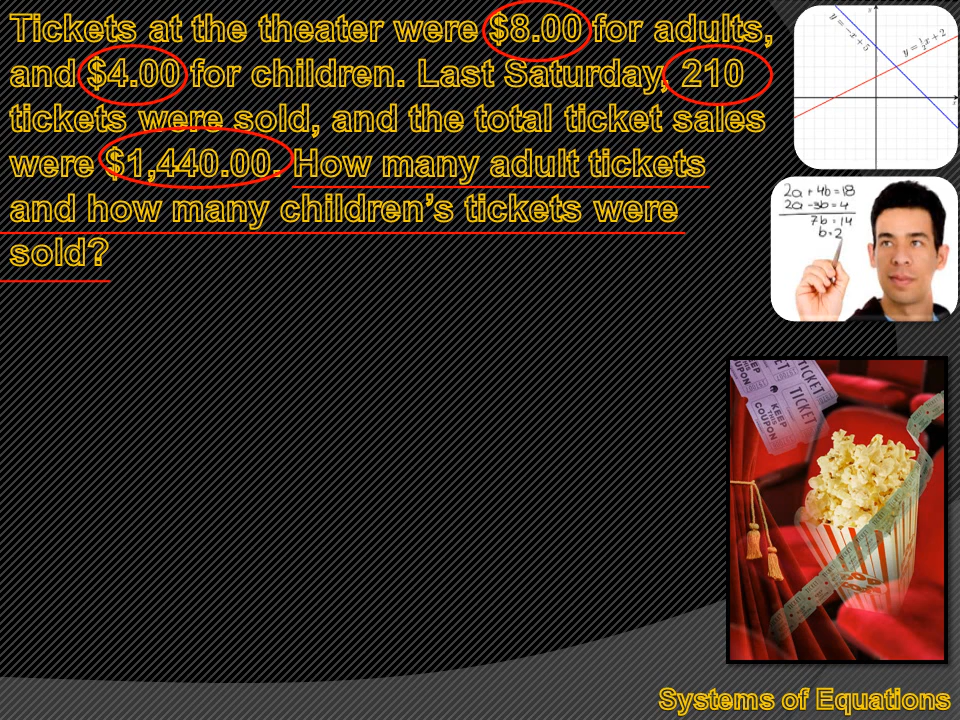 Tickets at the theater were $8.00 for adults,
and $4.00 for children. Last Saturday, 210
tickets were sold, and the total ticket sales
were $1,440.00. How many adult tickets
and how many children’s tickets were
sold?
y = -x + 5
y = ½x + 2
2a + 4b = 18
2a - 3b = 4
7b = 14
b = 2
TICKET
KEEP
THIS
COUPON
TICKET
Systems of Equations